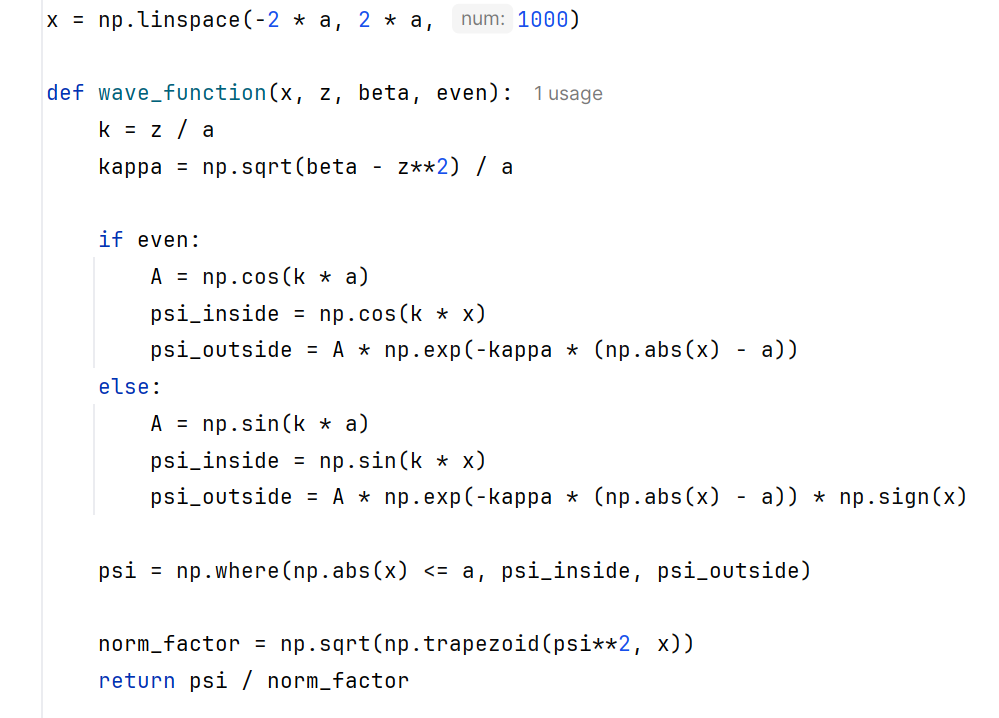 x = np.linspace(-2 * a, 2 * a, num: 1000)
def wave_function(x, z, beta, even): 1 usage
    k = z / a
    kappa = np.sqrt(beta - z**2) / a
    if even:
        A = np.cos(k * a)
        psi_inside = np.cos(k * x)
        psi_outside = A * np.exp(-kappa * (np.abs(x) - a))
    else:
        A = np.sin(k * a)
        psi_inside = np.sin(k * x)
        psi_outside = A * np.exp(-kappa * (np.abs(x) - a)) * np.sign(x)
    psi = np.where(np.abs(x) <= a, psi_inside, psi_outside)
    norm_factor = np.sqrt(np.trapezoid(psi**2, x))
    return psi / norm_factor